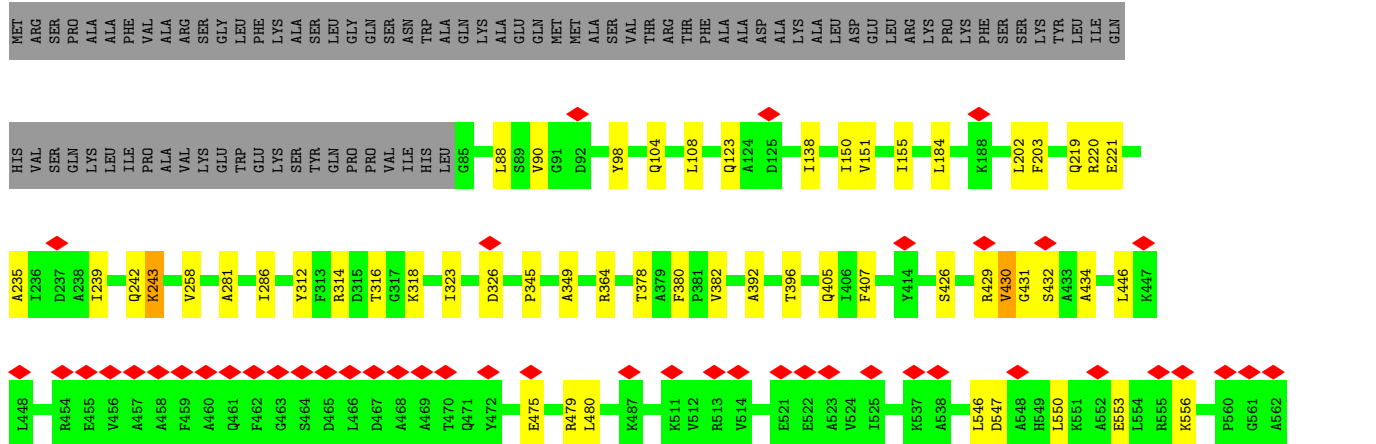 MET ARG SER PRO ALA ALA PHE VAL ALA ARG SER GLY LEU PHE LYS ALA SER LEU GLY GLN SER ASN TRP ALA GLN LYS ALA GLU GLN MET MET ALA SER VAL THR ARG THR PHE ALA ALA ASP ALA LYS ALA LEU ASP GLU LEU ARG LYS PRO LYS PHE SER SER LYS TYR LEU ILE GLN
HIS VAL SER GLN LYS LEU ILE PRO ALA VAL LYS GLU TRP GLU LYS SER TYR GLN PRO PRO VAL ILE HIS LEU G85 L88 S89 V90 G91 D92 Y98 Q104 L108 Q123 A124 D125 I138 I150 V151 I155 L184 K188 L202 F203 Q219 R220 E221
A235 I236 D237 A238 I239 Q242 K243 V258 A281 I286 Y312 F313 R314 D315 T316 G317 K318 I323 D326 P345 A349 R364 T378 A379 F380 P381 V382 A392 T396 Q405 I406 F407 Y414 S426 R429 V430 G431 S432 A433 A434 L446 K447
L448 R454 E455 V456 A457 A458 F459 A460 Q461 F462 G463 S464 D465 L466 D467 A468 A469 T470 Q471 Y472 E475 R479 L480 K487 K511 V512 R513 V514 E521 E522 A523 V524 I525 K537 A538 L546 D547 A548 H549 L550 K551 A552 E553 L554 R555 K556 P560 G561 A562